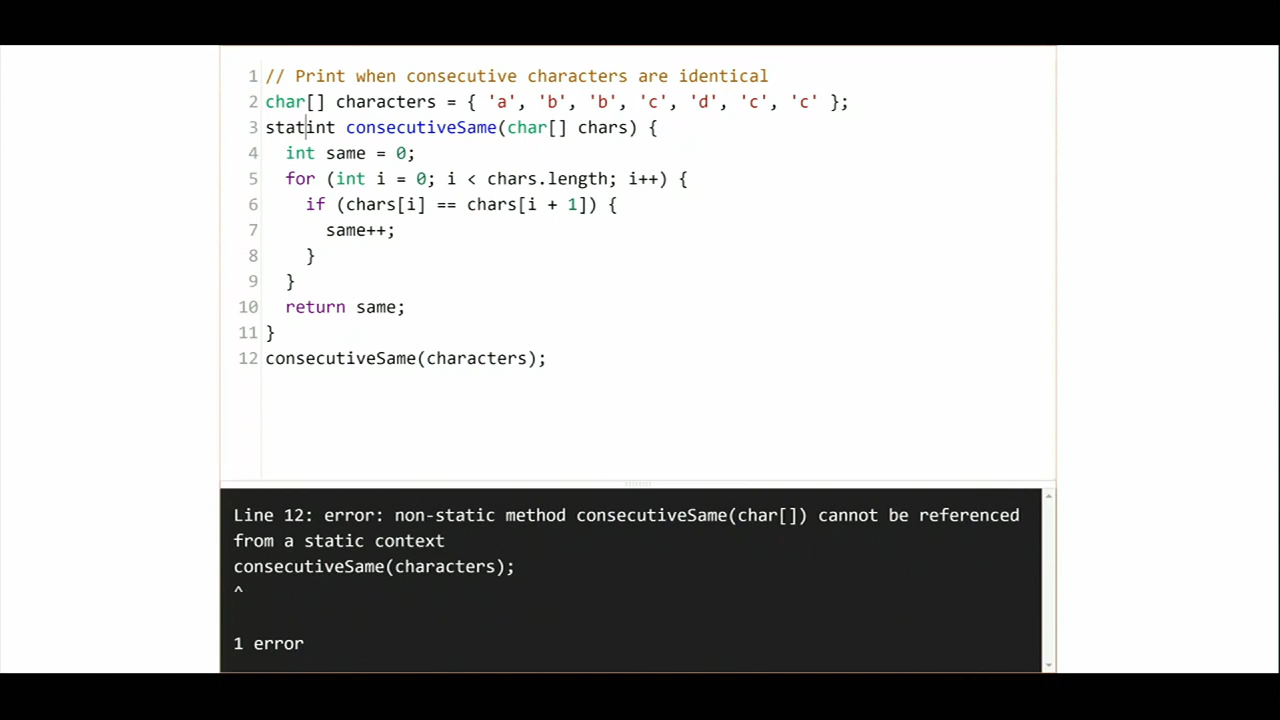 1 // Print when consecutive characters are identical
2 char[] characters = { 'a', 'b', 'b', 'c', 'd', 'c', 'c' };
3 statint consecutiveSame(char[] chars) {
4 int same = 0;
5 for (int i = 0; i < chars.length; i++) {
6 if (chars[i] == chars[i + 1]) {
7 same++;
8 }
9 }
10 return same;
11 }
12 consecutiveSame(characters);
Line 12: error: non-static method consecutiveSame(char[]) cannot be referenced
from a static context
consecutiveSame(characters);
^
1 error